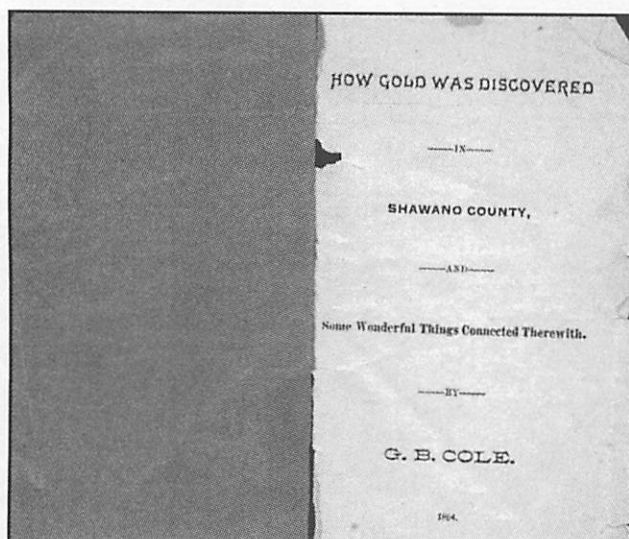 HOW GOLD WAS DISCOVERED
——IN——
SHAWANO COUNTY,
——AND——
Some Wonderful Things Connected Therewith.
——BY——
G. B. COLE.